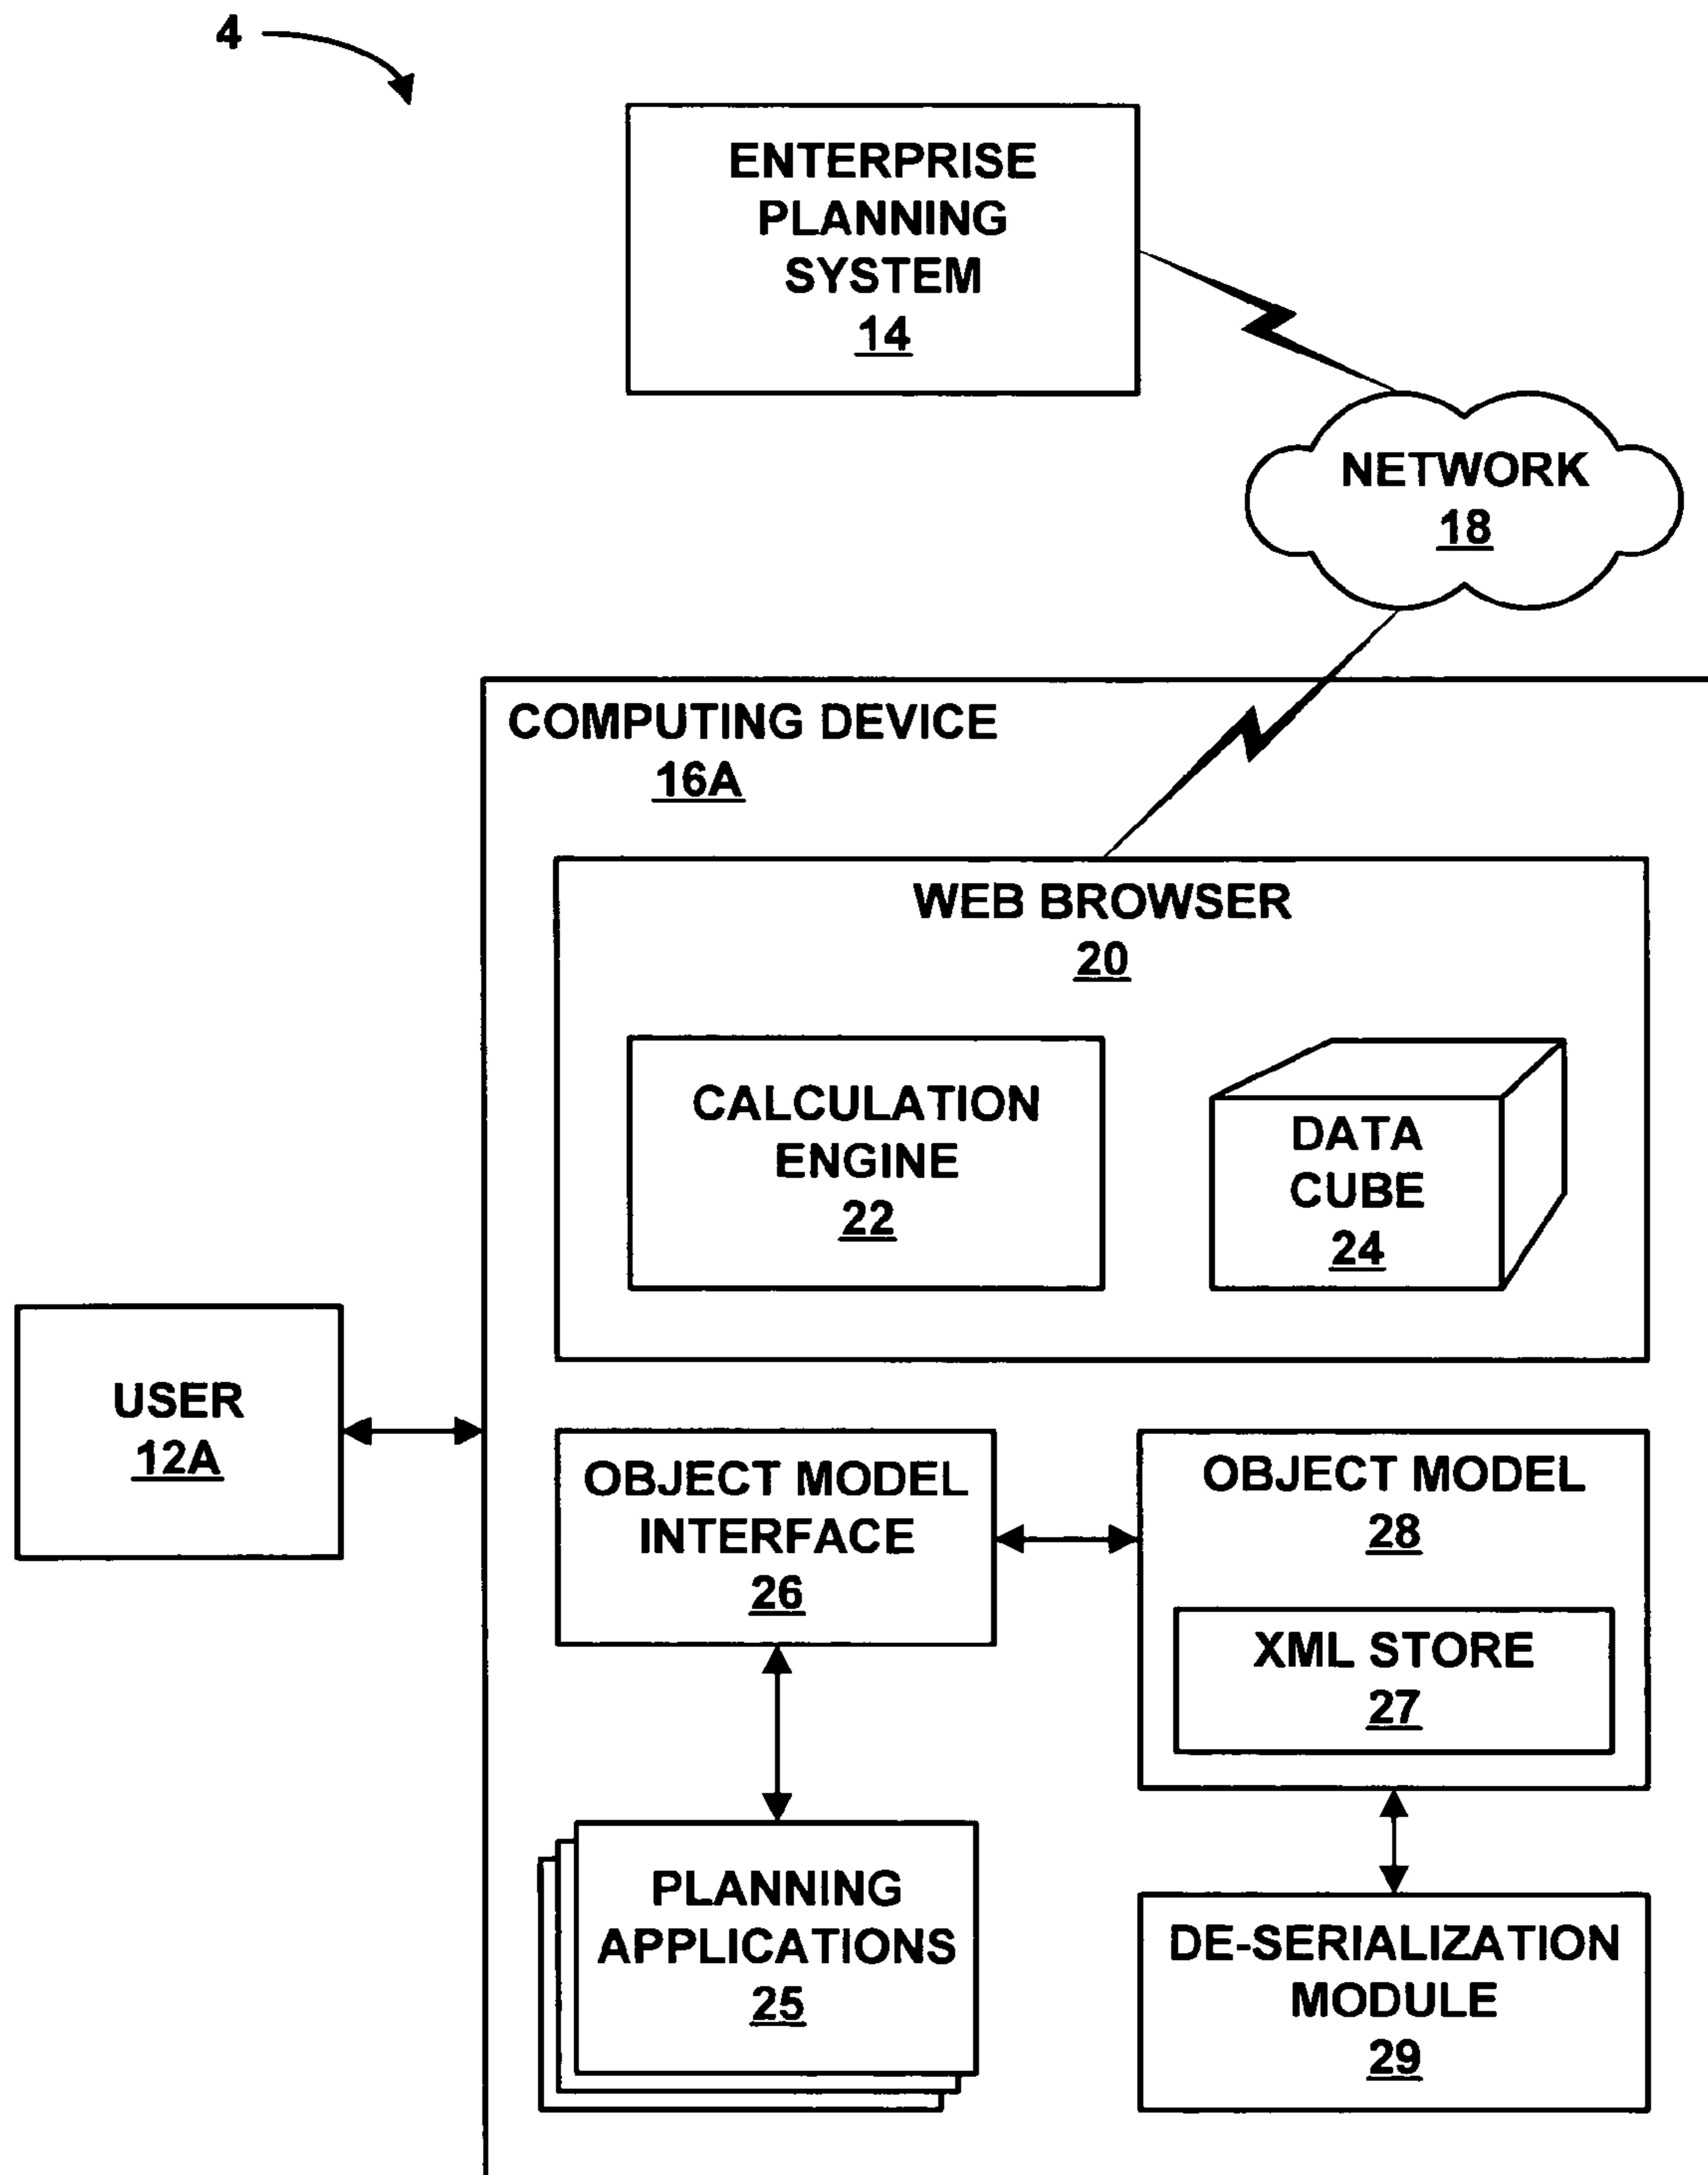 4
ENTERPRISE
PLANNING
SYSTEM
14
NETWORK
18
COMPUTING DEVICE
16A
WEB BROWSER
20
CALCULATION
ENGINE
22
DATA
CUBE
24
USER
12A
OBJECT MODEL
INTERFACE
26
OBJECT MODEL
28
XML STORE
27
PLANNING
APPLICATIONS
25
DE-SERIALIZATION
MODULE
29